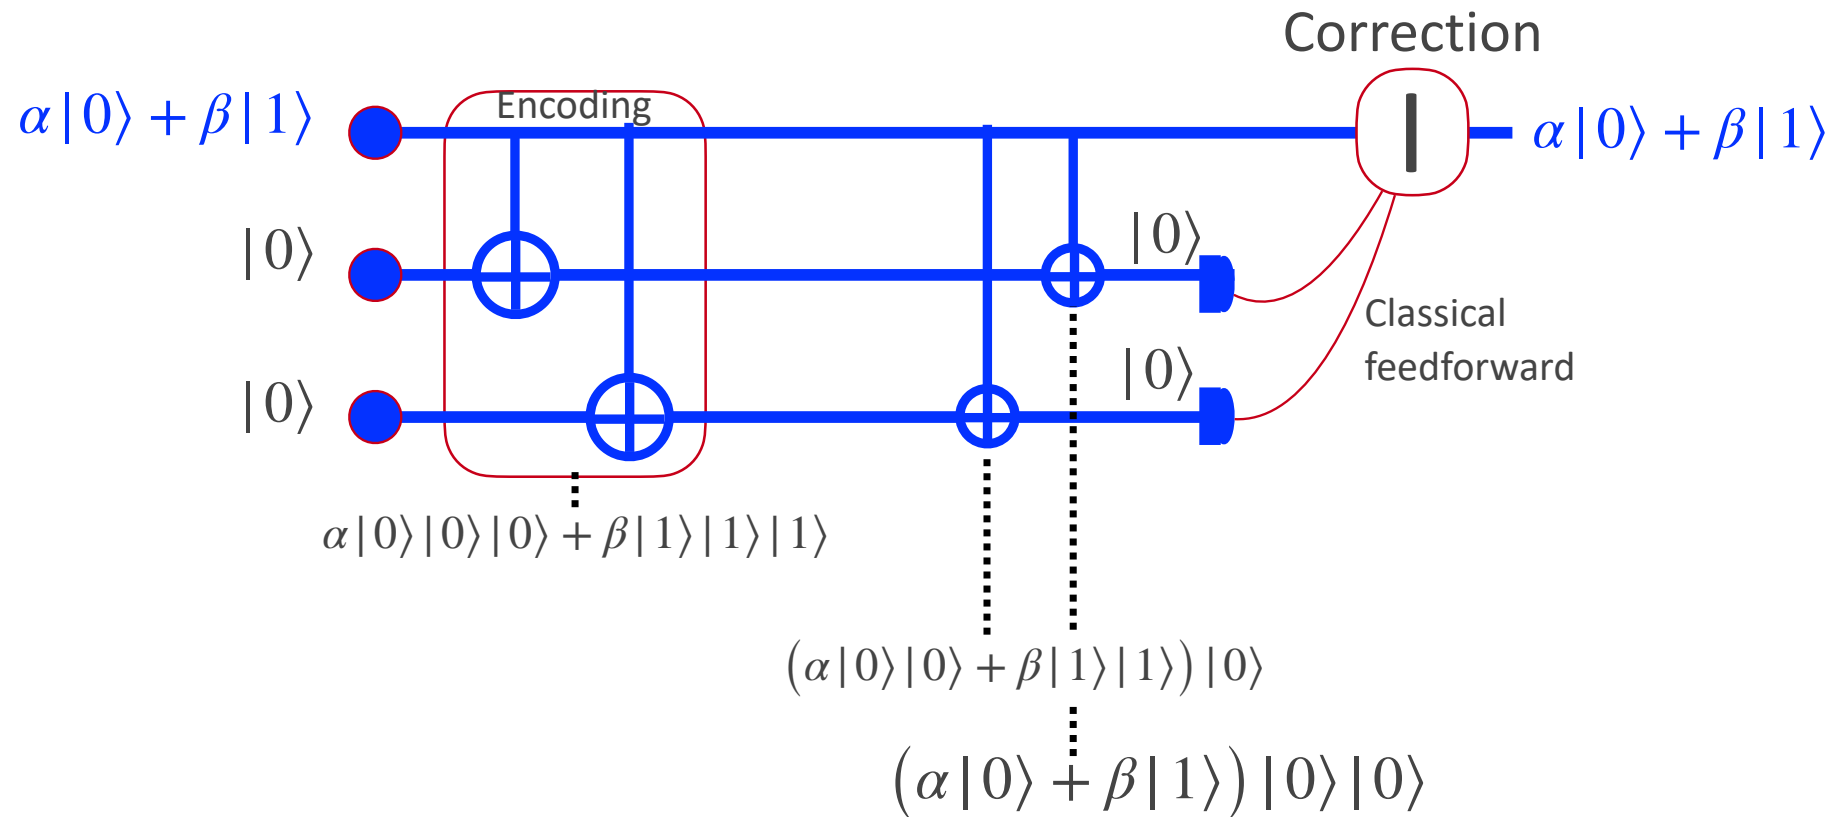 Correction
α|0⟩ + β|1⟩
Encoding
I
α|0⟩ + β|1⟩
|0⟩
|0⟩
|0⟩
|0⟩
Classical
feedforward
α|0⟩|0⟩|0⟩ + β|1⟩|1⟩|1⟩
(α|0⟩|0⟩ + β|1⟩|1⟩)|0⟩
(α|0⟩ + β|1⟩)|0⟩|0⟩